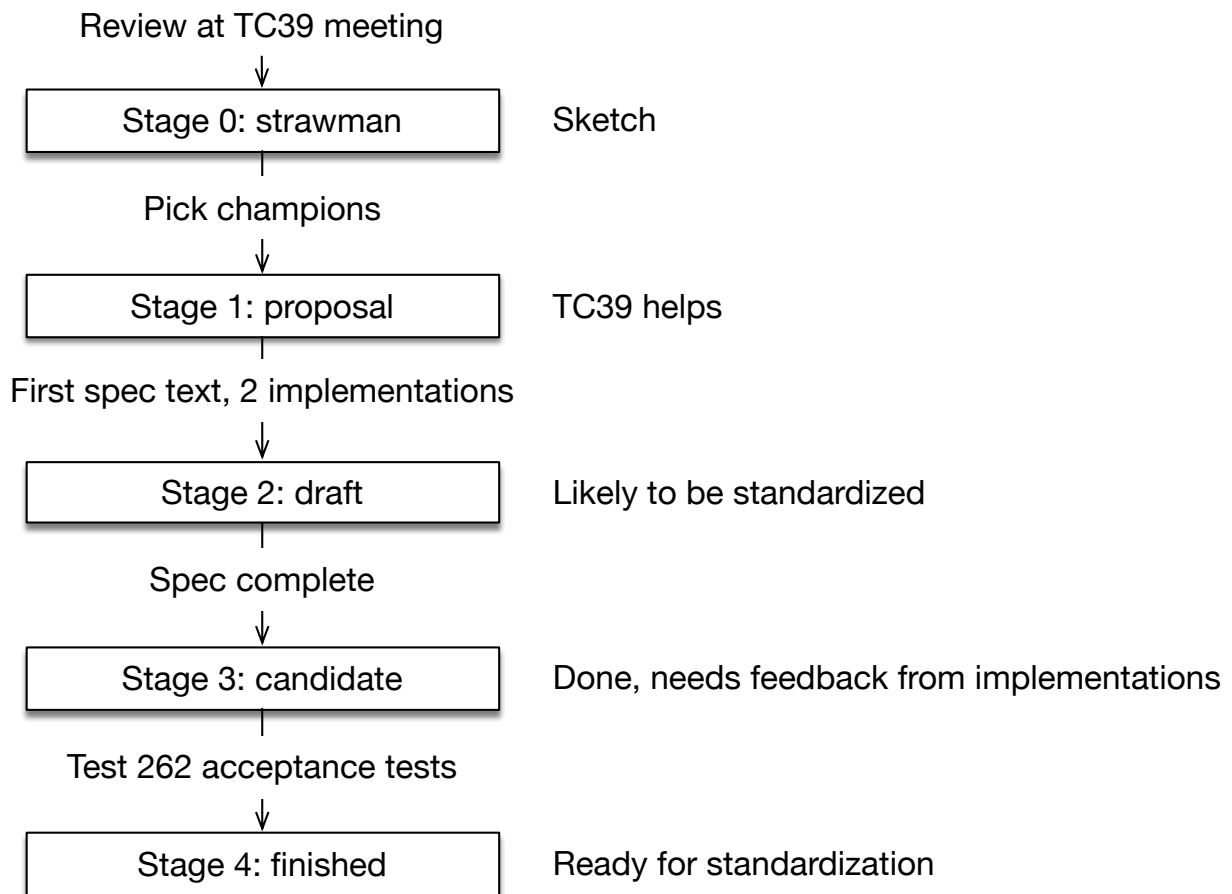 Review at TC39 meeting
Stage 0: strawman
Sketch
Pick champions
Stage 1: proposal
TC39 helps
First spec text, 2 implementations
Stage 2: draft
Likely to be standardized
Spec complete
Stage 3: candidate
Done, needs feedback from implementations
Test 262 acceptance tests
Stage 4: finished
Ready for standardization